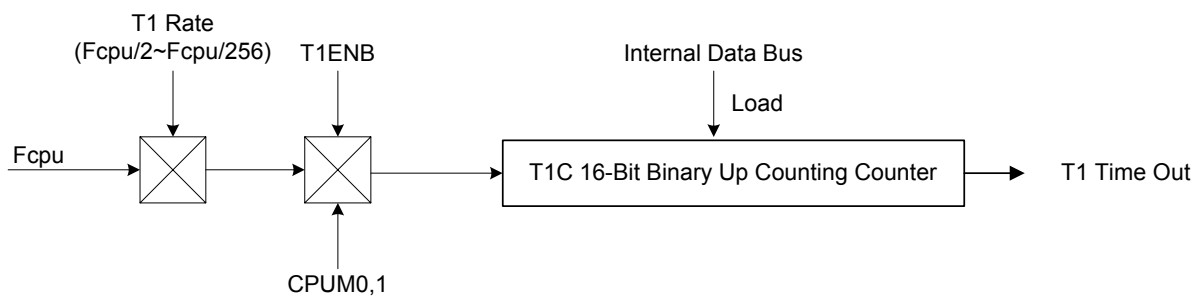 T1 Rate
(Fcpu/2~Fcpu/256)
T1ENB
Internal Data Bus
Load
Fcpu
T1C 16-Bit Binary Up Counting Counter
T1 Time Out
CPUM0,1